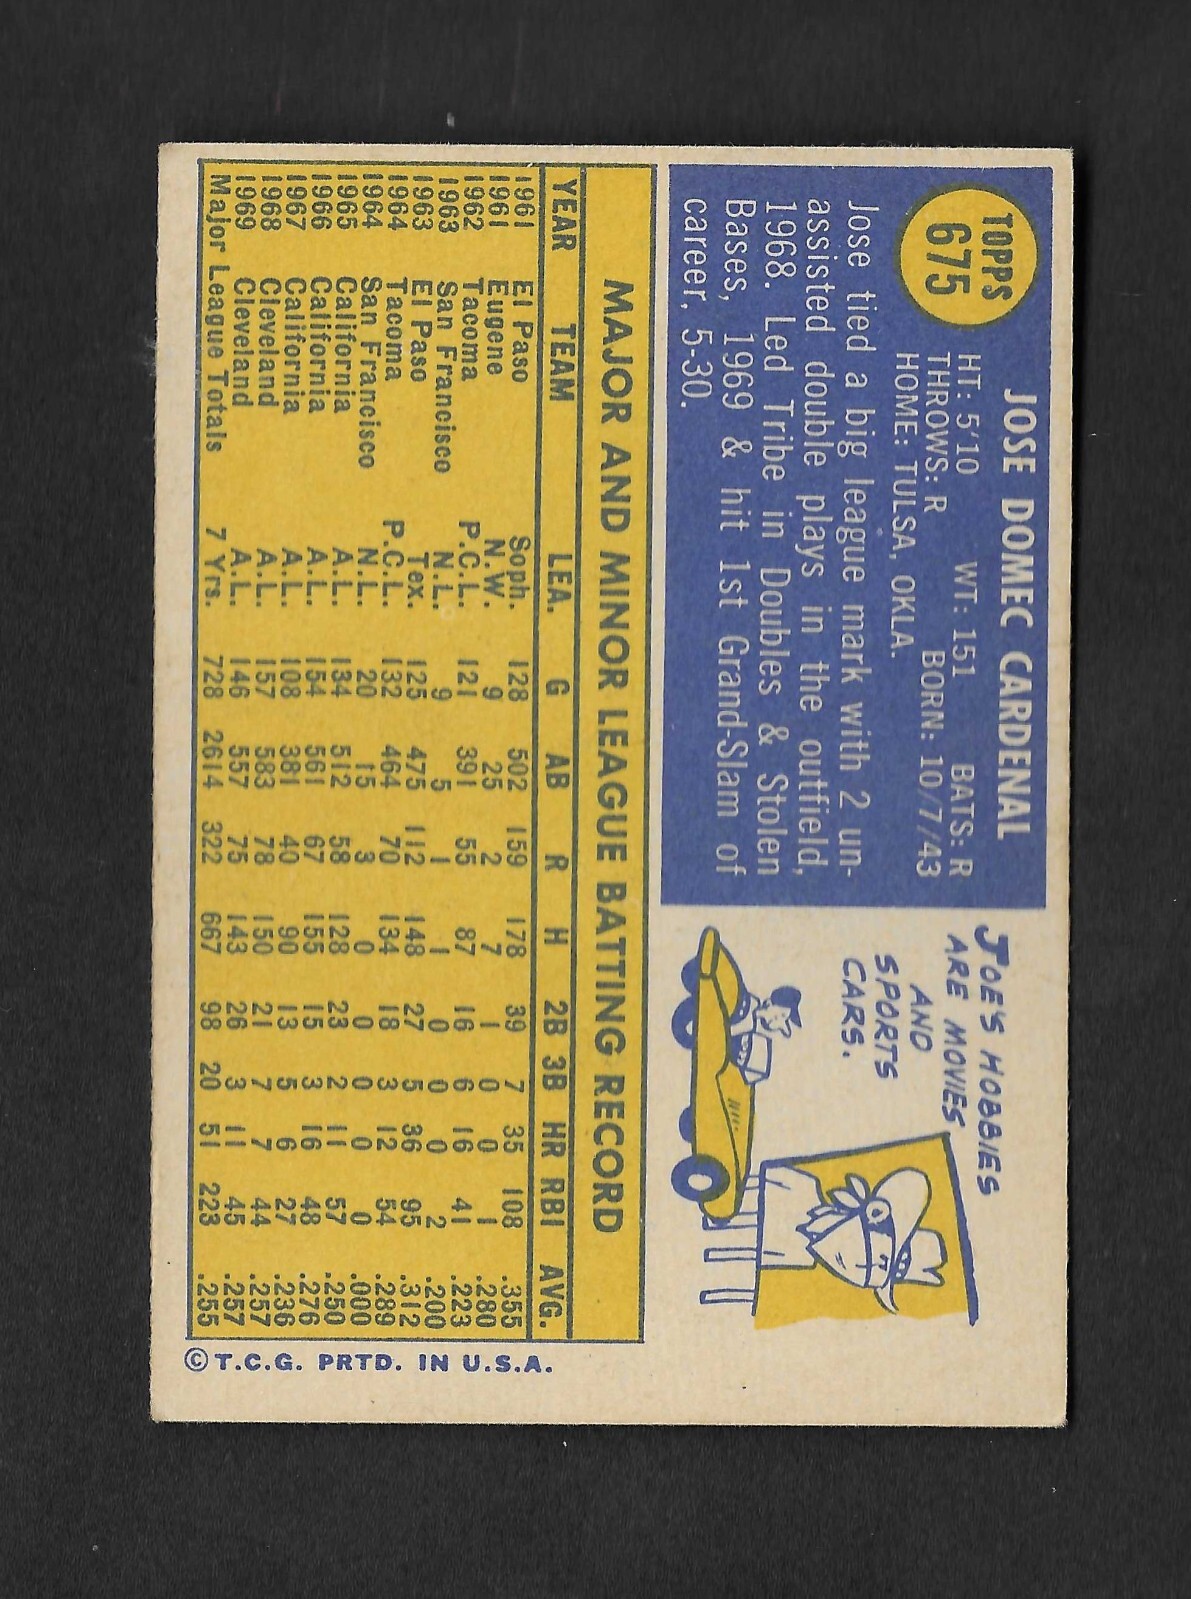 TOPPS
675
JOSE DOMEC CARDENAL
HT: 5'10 WT: 151 BATS: R
THROWS: R BORN: 10/7/43
HOME: TULSA, OKLA.
Jose tied a big league mark with 2 un-
assisted double plays in the outfield,
1968. Led Tribe in Doubles & Stolen
Bases, 1969 & hit 1st Grand-Slam of
career, 5-30.
JOE'S HOBBIES
ARE MOVIES
AND
SPORTS
CARS.
MAJOR AND MINOR LEAGUE BATTING RECORD
YEAR TEAM LEA. G AB R H 2B 3B HR RBI AVG.
1961 El Paso Soph. 128 502 159 178 39 7 35 108 .355
1961 Eugene N.W. 9 25 2 7 1 0 0 1 .280
1962 Tacoma P.C.L. 121 391 55 87 16 6 16 41 .223
1963 San Francisco N.L. 9 5 1 1 0 0 0 2 .200
1963 El Paso Tex. 125 475 112 148 27 5 36 95 .312
1964 Tacoma P.C.L. 132 464 70 134 18 3 12 54 .289
1964 San Francisco N.L. 20 15 3 0 0 0 0 0 .000
1965 California A.L. 134 512 58 128 23 2 11 57 .250
1966 California A.L. 154 561 67 155 15 3 16 48 .276
1967 California A.L. 108 381 40 90 13 5 6 27 .236
1968 Cleveland A.L. 157 583 78 150 21 7 7 44 .257
1969 Cleveland A.L. 146 557 75 143 26 3 11 45 .257
Major League Totals 7 Yrs. 728 2614 322 667 98 20 51 223 .255
© T.C.G. PRTD. IN U.S.A.